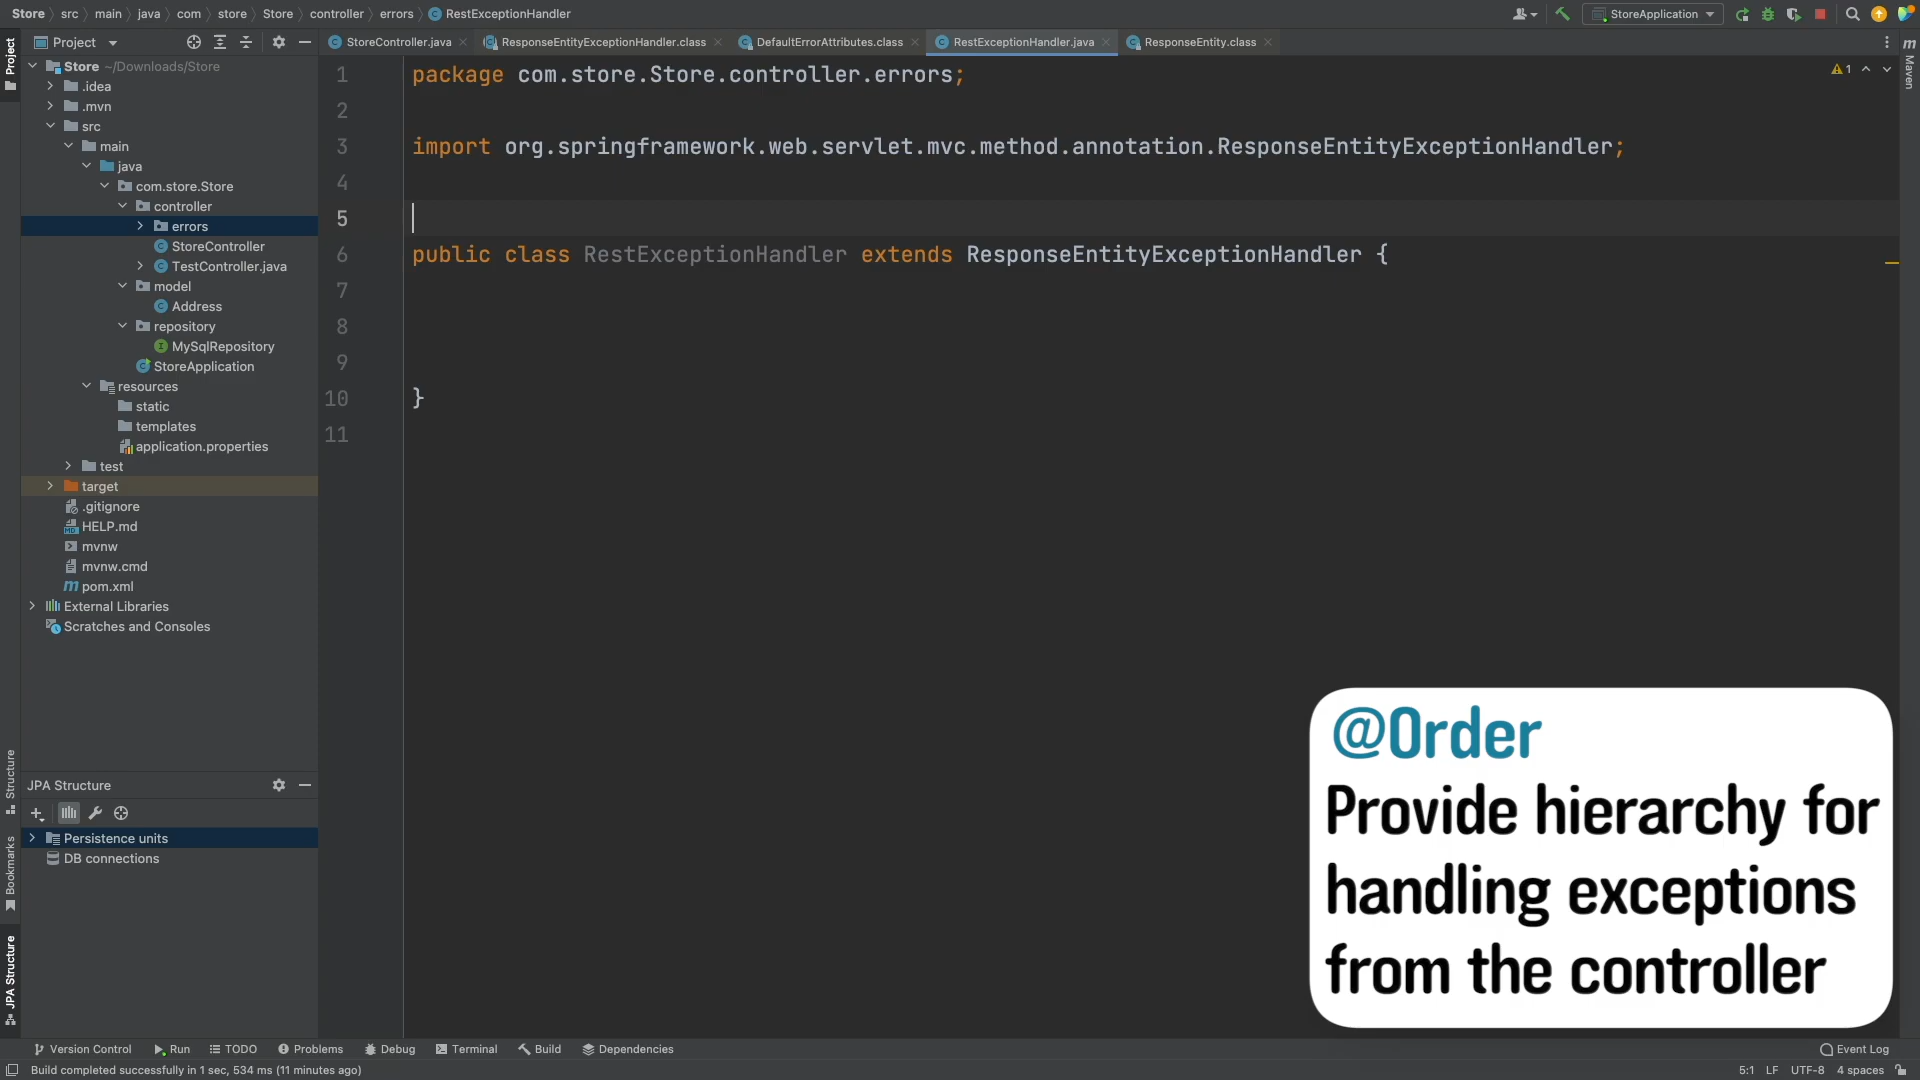 Store src main java com store Store controller errors RestExceptionHandler
StoreApplication
Project
StoreController.java ResponseEntityExceptionHandler.class DefaultErrorAttributes.class RestExceptionHandler.java ResponseEntity.class
Project
Maven
Store ~/Downloads/Store
.idea
.mvn
src
main
java
com.store.Store
controller
errors
StoreController
TestController.java
model
Address
repository
MySqlRepository
StoreApplication
resources
static
templates
application.properties
test
target
.gitignore
HELP.md
mvnw
mvnw.cmd
pom.xml
External Libraries
Scratches and Consoles
1 package com.store.Store.controller.errors;
2
3 import org.springframework.web.servlet.mvc.method.annotation.ResponseEntityExceptionHandler;
4
5
6 public class RestExceptionHandler extends ResponseEntityExceptionHandler {
7
8
9
10 }
11
1
@Order
Provide hierarchy for
handling exceptions
from the controller
Structure
Bookmarks
JPA Structure
JPA Structure
Persistence units
DB connections
Version Control Run TODO Problems Debug Terminal Build Dependencies Event Log
Build completed successfully in 1 sec, 534 ms (11 minutes ago) 5:1 LF UTF-8 4 spaces